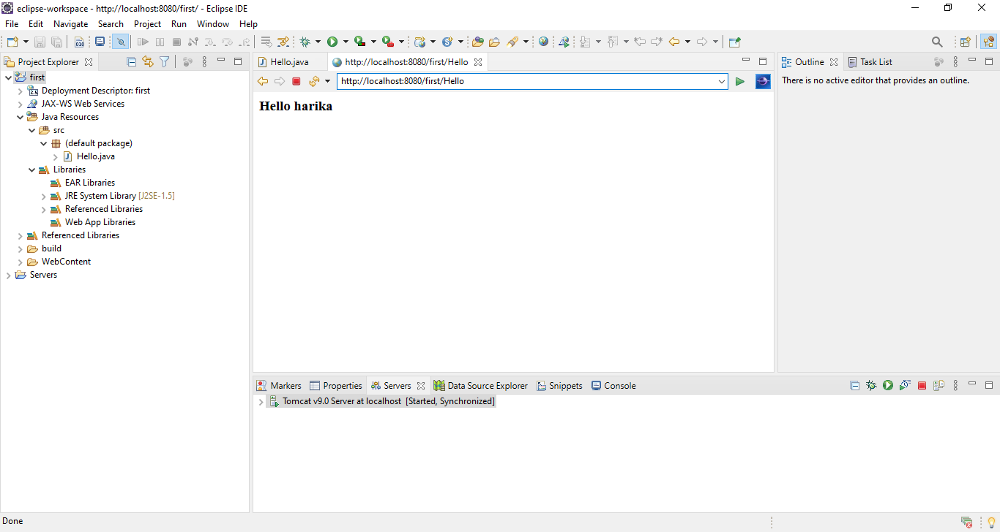 eclipse-workspace - http://localhost:8080/first/ - Eclipse IDE
File Edit Navigate Search Project Run Window Help
Project Explorer
first
2.5 Deployment Descriptor: first
JAX-WS Web Services
Java Resources
src
(default package)
Hello.java
Libraries
EAR Libraries
JRE System Library [J2SE-1.5]
Referenced Libraries
Web App Libraries
Referenced Libraries
build
WebContent
Servers
Hello.java http://localhost:8080/first/Hello
http://localhost:8080/first/Hello
Hello harika
Outline Task List
There is no active editor that provides an outline.
Markers Properties Servers Data Source Explorer Snippets Console
Tomcat v9.0 Server at localhost [Started, Synchronized]
Done